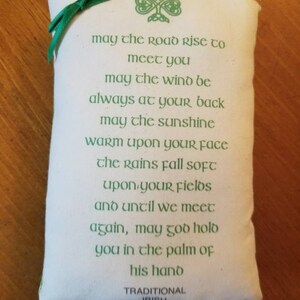 may the road rise to
meet you
may the wind be
always at your back
may the sunshine
warm upon your face
the rains fall soft
upon your fields
and until we meet
again, may god hold
you in the palm of
his hand
TRADITIONAL
IRISH